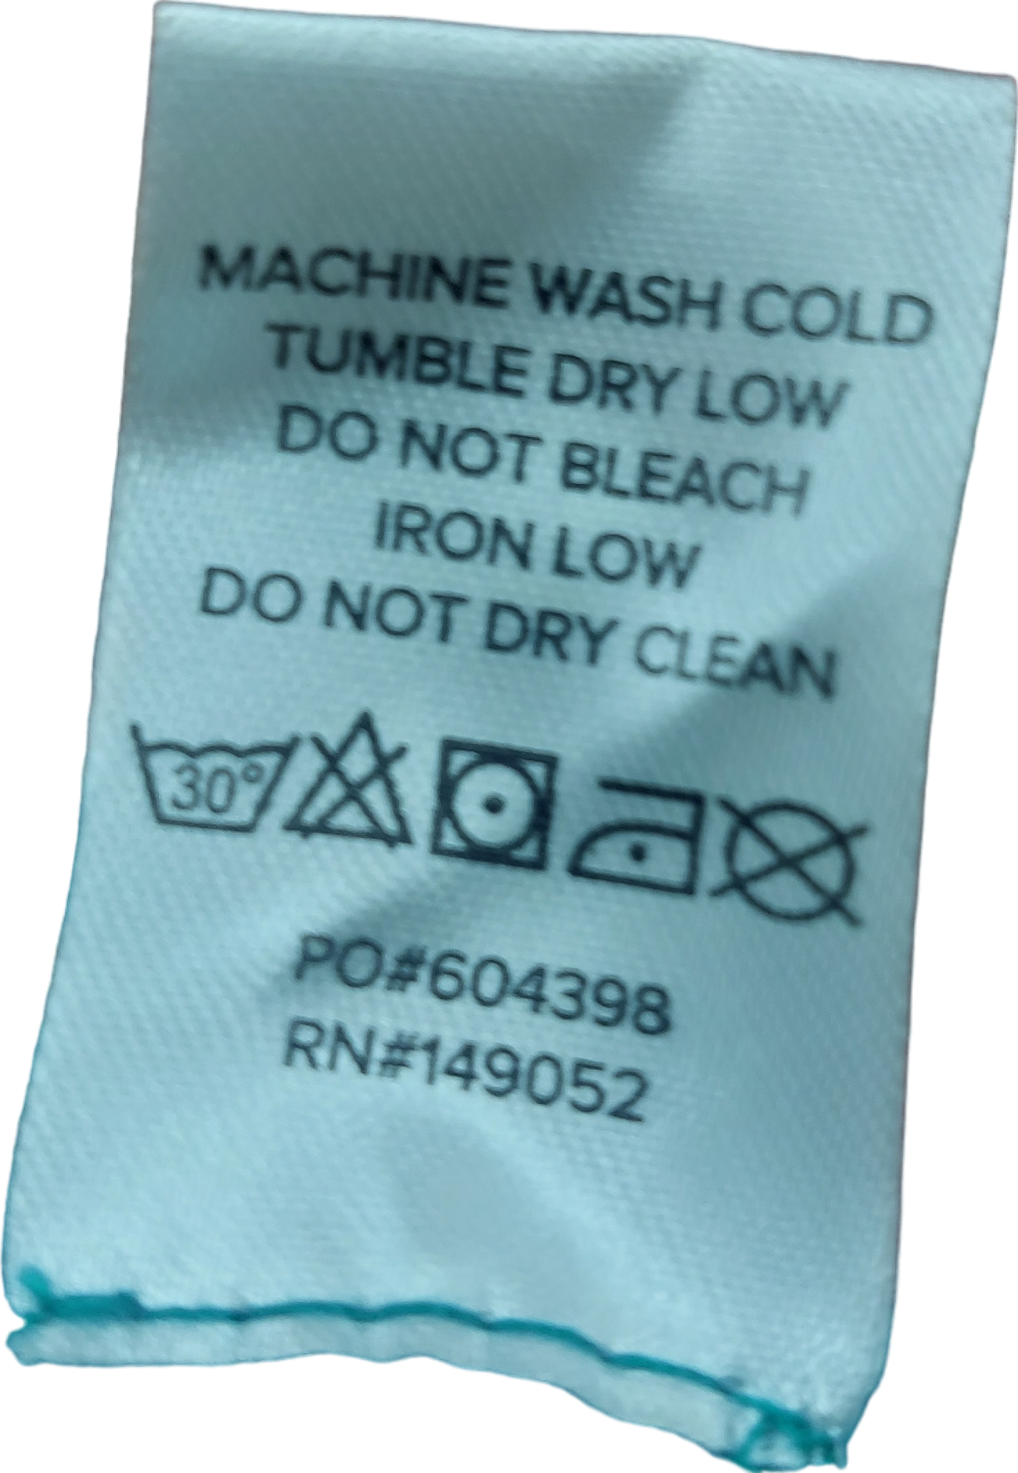 MACHINE WASH COLD
TUMBLE DRY LOW
DO NOT BLEACH
IRON LOW
DO NOT DRY CLEAN
30°
PO#604398
RN#149052